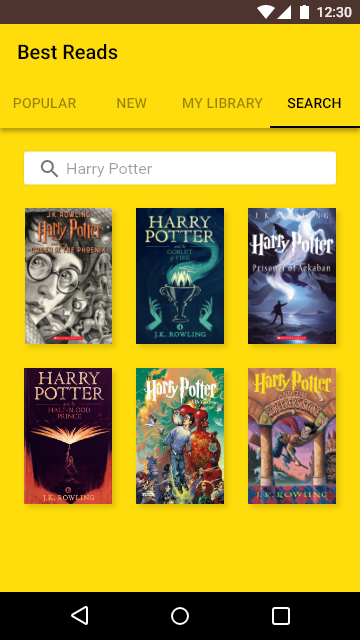 12:30
Best Reads
POPULAR NEW MY LIBRARY SEARCH
Harry Potter
J.K. ROWLING
Harry Potter
AND THE
ORDER OF THE PHOENIX
HARRY
POTTER
and the
GOBLET
of FIRE
J.K. ROWLING
J. K. ROWLING
Harry Potter
Prisoner of Azkaban
HARRY
POTTER
and the
HALF-BLOOD
PRINCE
J.K. ROWLING
Harry Potter
Harry Potter
AND THE
SORCERER'S STONE
J. K. ROWLING